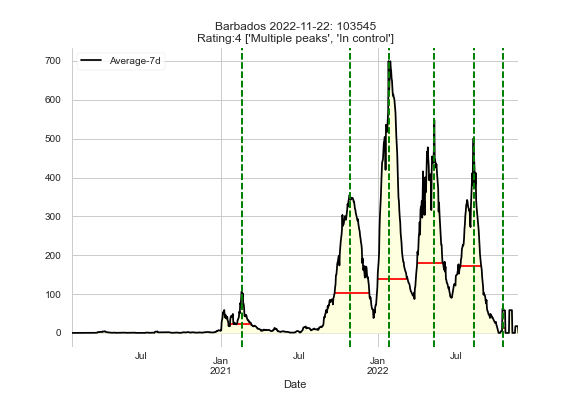 Barbados 2022-11-22: 103545
Rating:4 ['Multiple peaks', 'In control']
Average-7d
700
600
500
400
300
200
100
0
Jul
Jan
2021
Jul
Jan
2022
Jul
Date